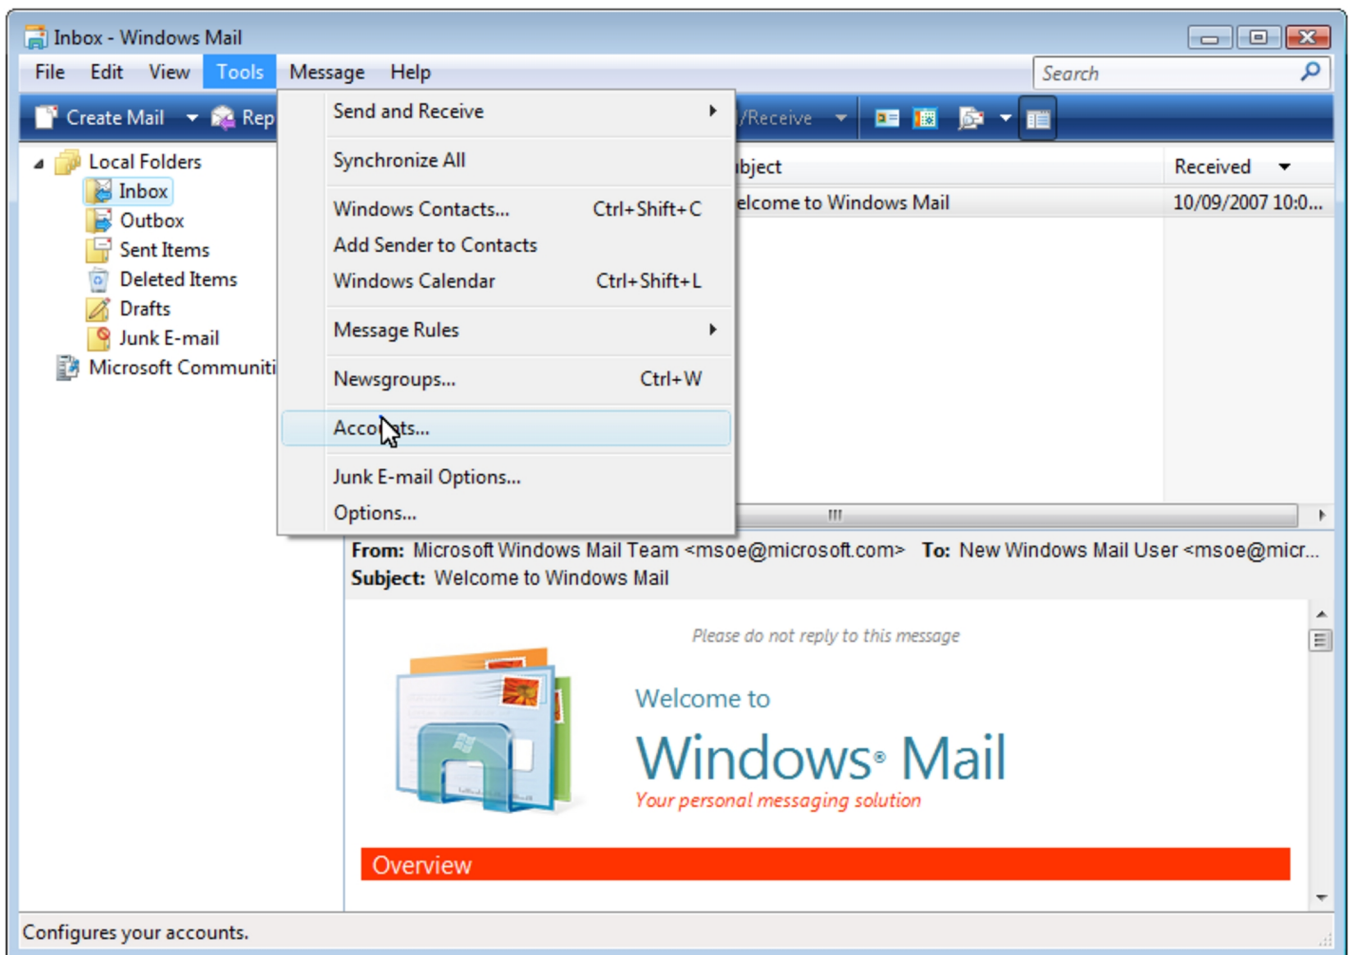 Inbox - Windows Mail
File Edit View Tools Message Help Search
Create Mail Rep /Receive
Local Folders
Inbox
Outbox
Sent Items
Deleted Items
Drafts
Junk E-mail
Microsoft Communiti
Send and Receive
Synchronize All
Windows Contacts... Ctrl+Shift+C
Add Sender to Contacts
Windows Calendar Ctrl+Shift+L
Message Rules
Newsgroups... Ctrl+W
Accounts...
Junk E-mail Options...
Options...
ubject Received
elcome to Windows Mail 10/09/2007 10:0...
From: Microsoft Windows Mail Team <msoe@microsoft.com> To: New Windows Mail User <msoe@micr...
Subject: Welcome to Windows Mail
Please do not reply to this message
Welcome to
Windows® Mail
Your personal messaging solution
Overview
Configures your accounts.